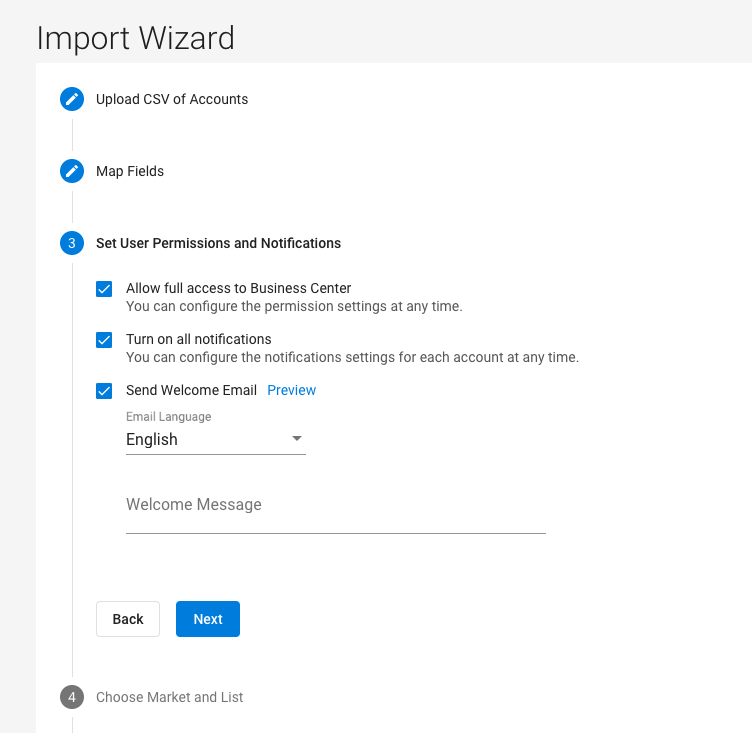 Import Wizard
Upload CSV of Accounts
Map Fields
3 Set User Permissions and Notifications
Allow full access to Business Center
You can configure the permission settings at any time.
Turn on all notifications
You can configure the notifications settings for each account at any time.
Send Welcome Email Preview
Email Language
English
Welcome Message
Back Next
4 Choose Market and List